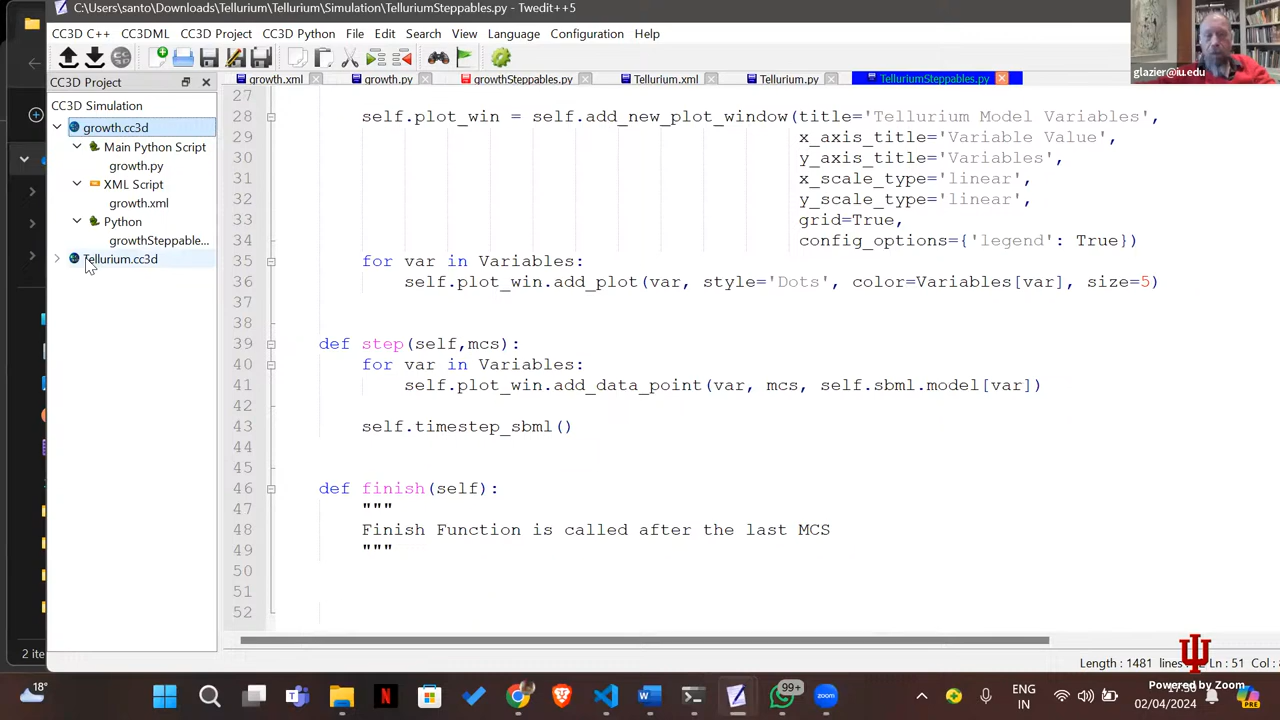 C:\Users\santo\Downloads\Tellurium\Tellurium\Simulation\TelluriumSteppables.py - Twedit++5
CC3D C++ CC3DML CC3D Project CC3D Python File Edit Search View Language Configuration Help
glazier@iu.edu
CC3D Project
growth.xml growth.py growthSteppables.py Tellurium.xml Tellurium.py TelluriumSteppables.py
CC3D Simulation
growth.cc3d
Main Python Script
growth.py
XML Script
growth.xml
Python
growthSteppable...
Tellurium.cc3d
27
28 self.plot_win = self.add_new_plot_window(title='Tellurium Model Variables',
29 x_axis_title='Variable Value',
30 y_axis_title='Variables',
31 x_scale_type='linear',
32 y_scale_type='linear',
33 grid=True,
34 config_options={'legend': True})
35 for var in Variables:
36 self.plot_win.add_plot(var, style='Dots', color=Variables[var], size=5)
37
38
39 def step(self,mcs):
40 for var in Variables:
41 self.plot_win.add_data_point(var, mcs, self.sbml.model[var])
42
43 self.timestep_sbml()
44
45
46 def finish(self):
47 """
48 Finish Function is called after the last MCS
49 """
50
51
52
2 ite
Length : 1481 lines Ln : 51 Col :
Powered by Zoom
18°
99+
ENG
IN
02/04/2024